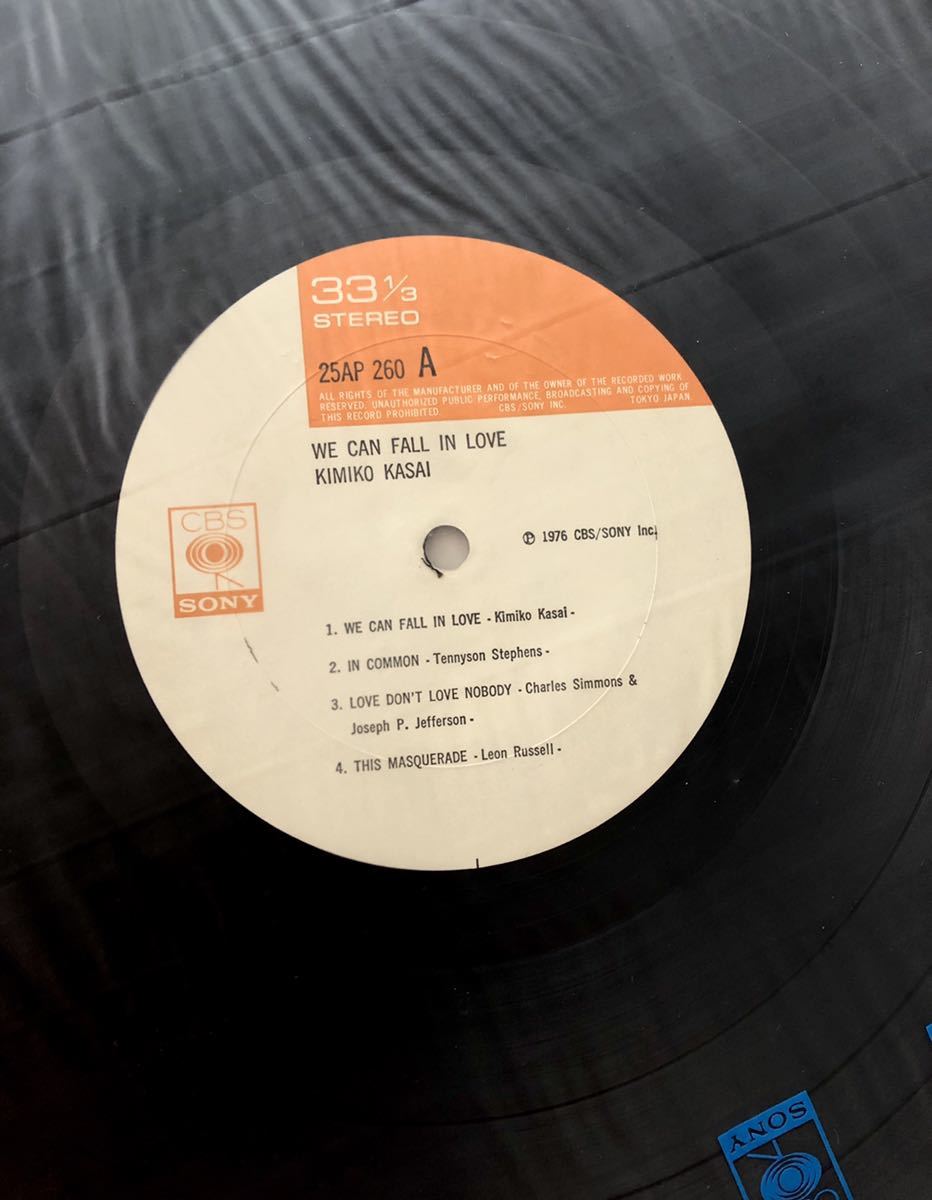 33 1/3
STEREO
25AP 260 A
ALL RIGHTS OF THE MANUFACTURER AND OF THE OWNER OF THE RECORDED WORK
RESERVED. UNAUTHORIZED PUBLIC PERFORMANCE, BROADCASTING AND COPYING OF
THIS RECORD PROHIBITED. CBS/SONY INC. TOKYO JAPAN
WE CAN FALL IN LOVE
KIMIKO KASAI
CBS
SONY
℗ 1976 CBS/SONY Inc.
1. WE CAN FALL IN LOVE - Kimiko Kasai -
2. IN COMMON - Tennyson Stephens -
3. LOVE DON'T LOVE NOBODY - Charles Simmons &
Joseph P. Jefferson -
4. THIS MASQUERADE - Leon Russell -
SONY